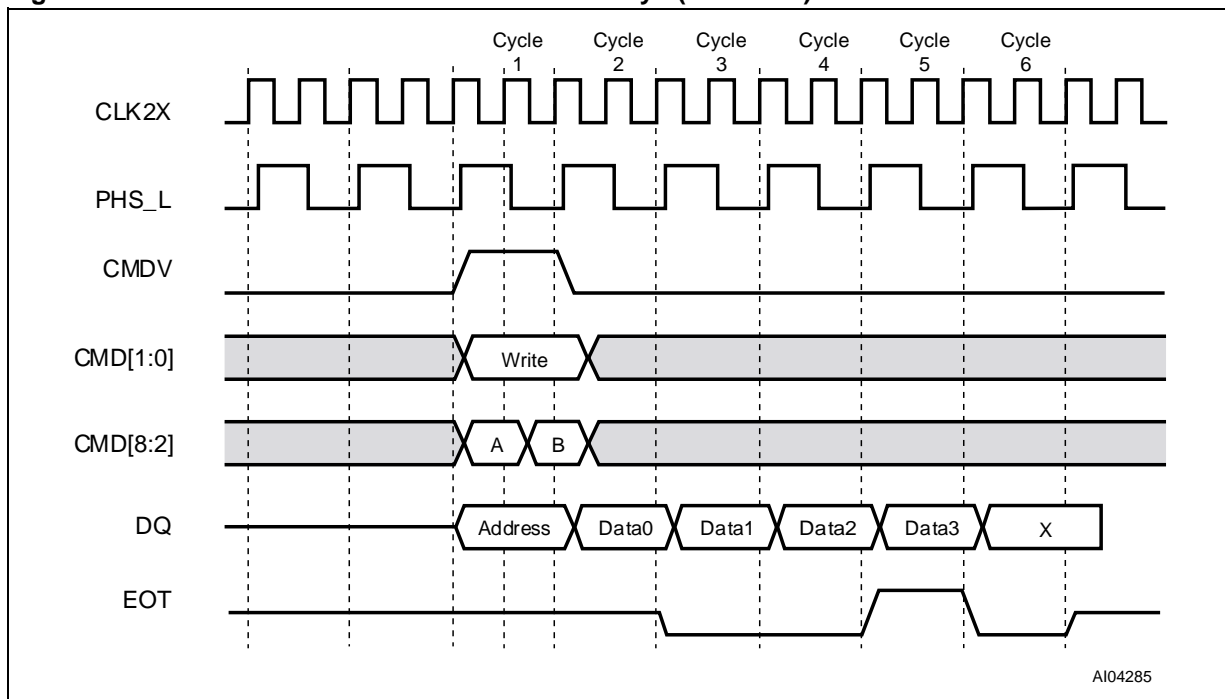 Cycle Cycle Cycle Cycle Cycle Cycle
1 2 3 4 5 6
CLK2X
PHS_L
CMDV
CMD[1:0] Write
CMD[8:2] A B
DQ Address Data0 Data1 Data2 Data3 X
EOT
AI04285